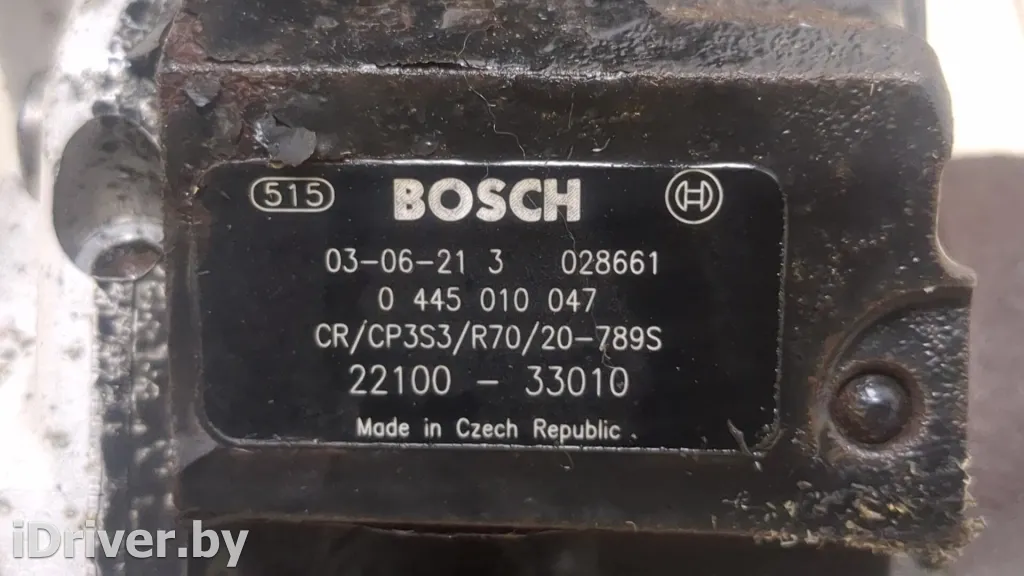 515 BOSCH H
03-06-21 3 028661
0 445 010 047
CR/CP3S3/R70/20-789S
22100 - 33010
Made in Czech Republic.
iDriver.by